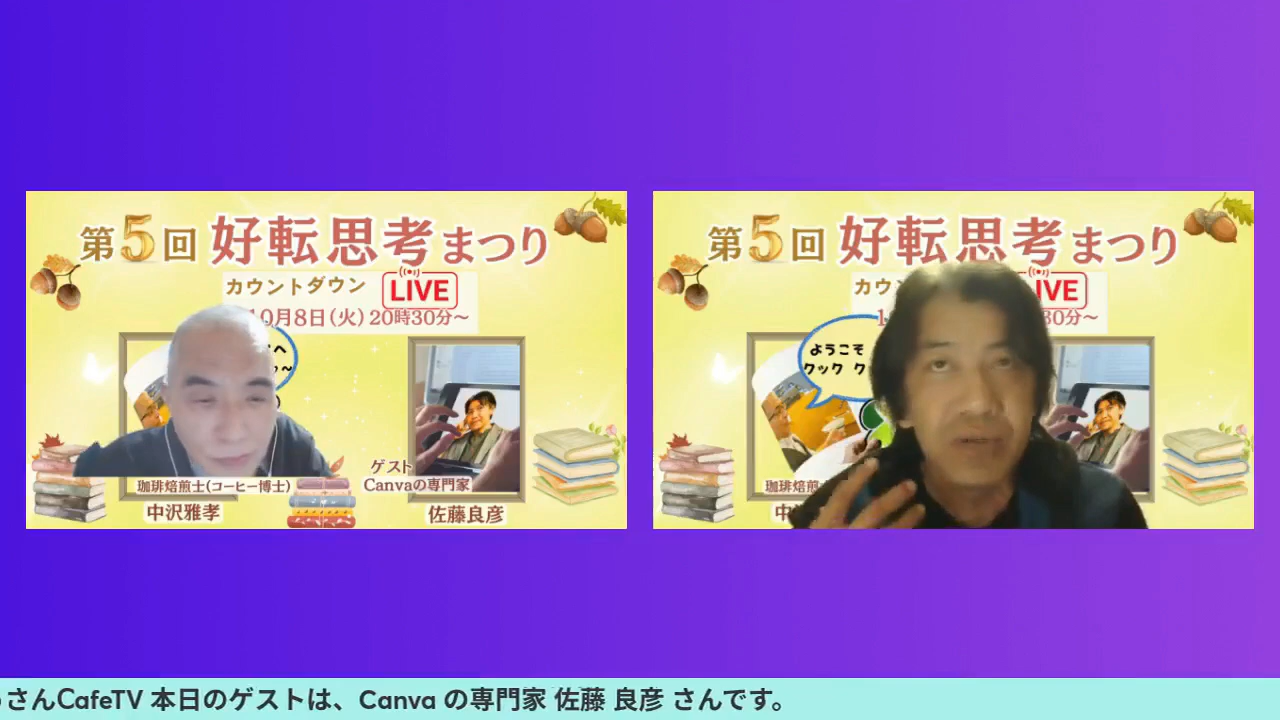 第5回 好転思考まつり
カウントダウン LIVE
10月8日(火) 20時30分~
珈琲焙煎士(コーヒー博士)
中沢雅孝
ゲスト
Canvaの専門家
佐藤良彦
第5回 好転思考まつり
ようこそ
クック
珈琲焙煎
さんCafeTV 本日のゲストは、Canva の専門家 佐藤 良彦 さんです。